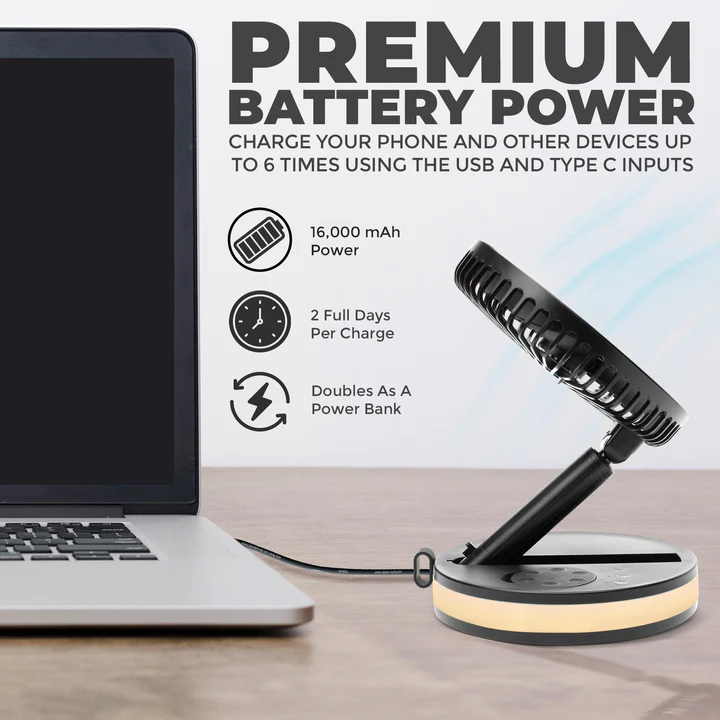 PREMIUM
BATTERY POWER
CHARGE YOUR PHONE AND OTHER DEVICES UP
TO 6 TIMES USING THE USB AND TYPE C INPUTS
16,000 mAh
Power
2 Full Days
Per Charge
Doubles As A
Power Bank